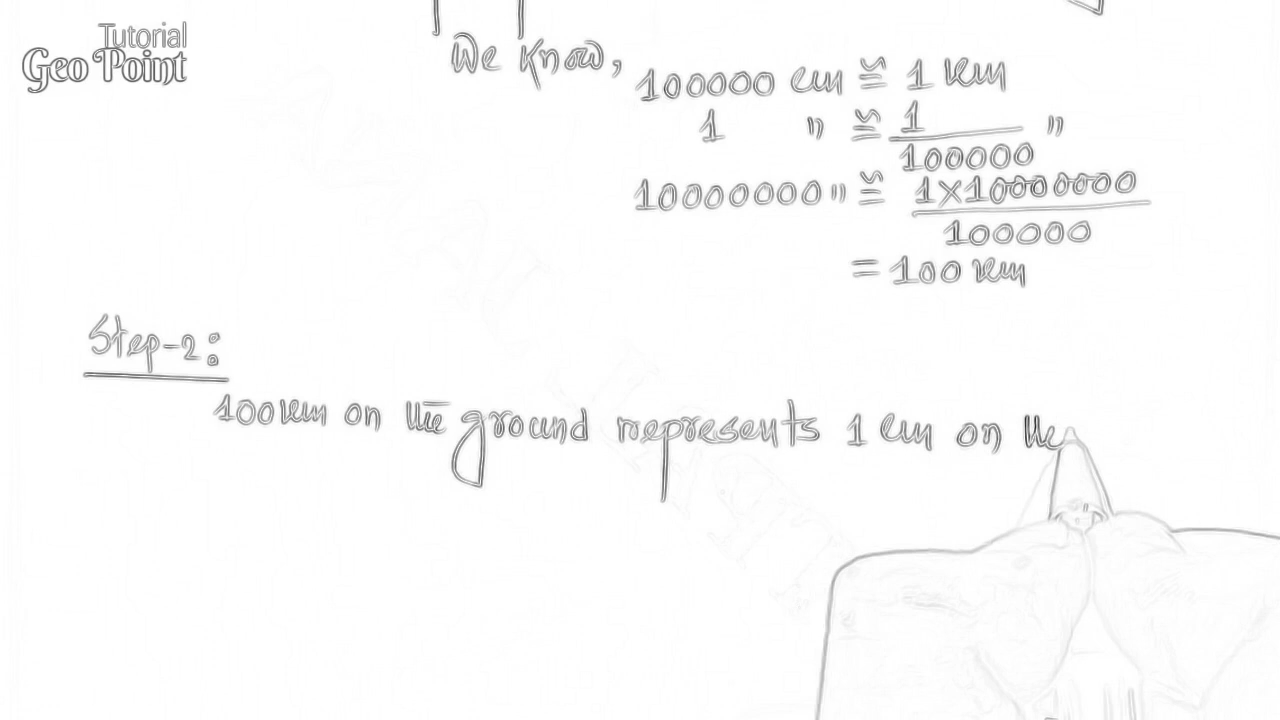 Tutorial
Geo Point
We know,
100000 cm ≌ 1 km
1 " ≌ 1/100000 "
10000000 " ≌ 1×10000000/100000
= 100 km
Step-2:
100 km on the ground represents 1 cm on the